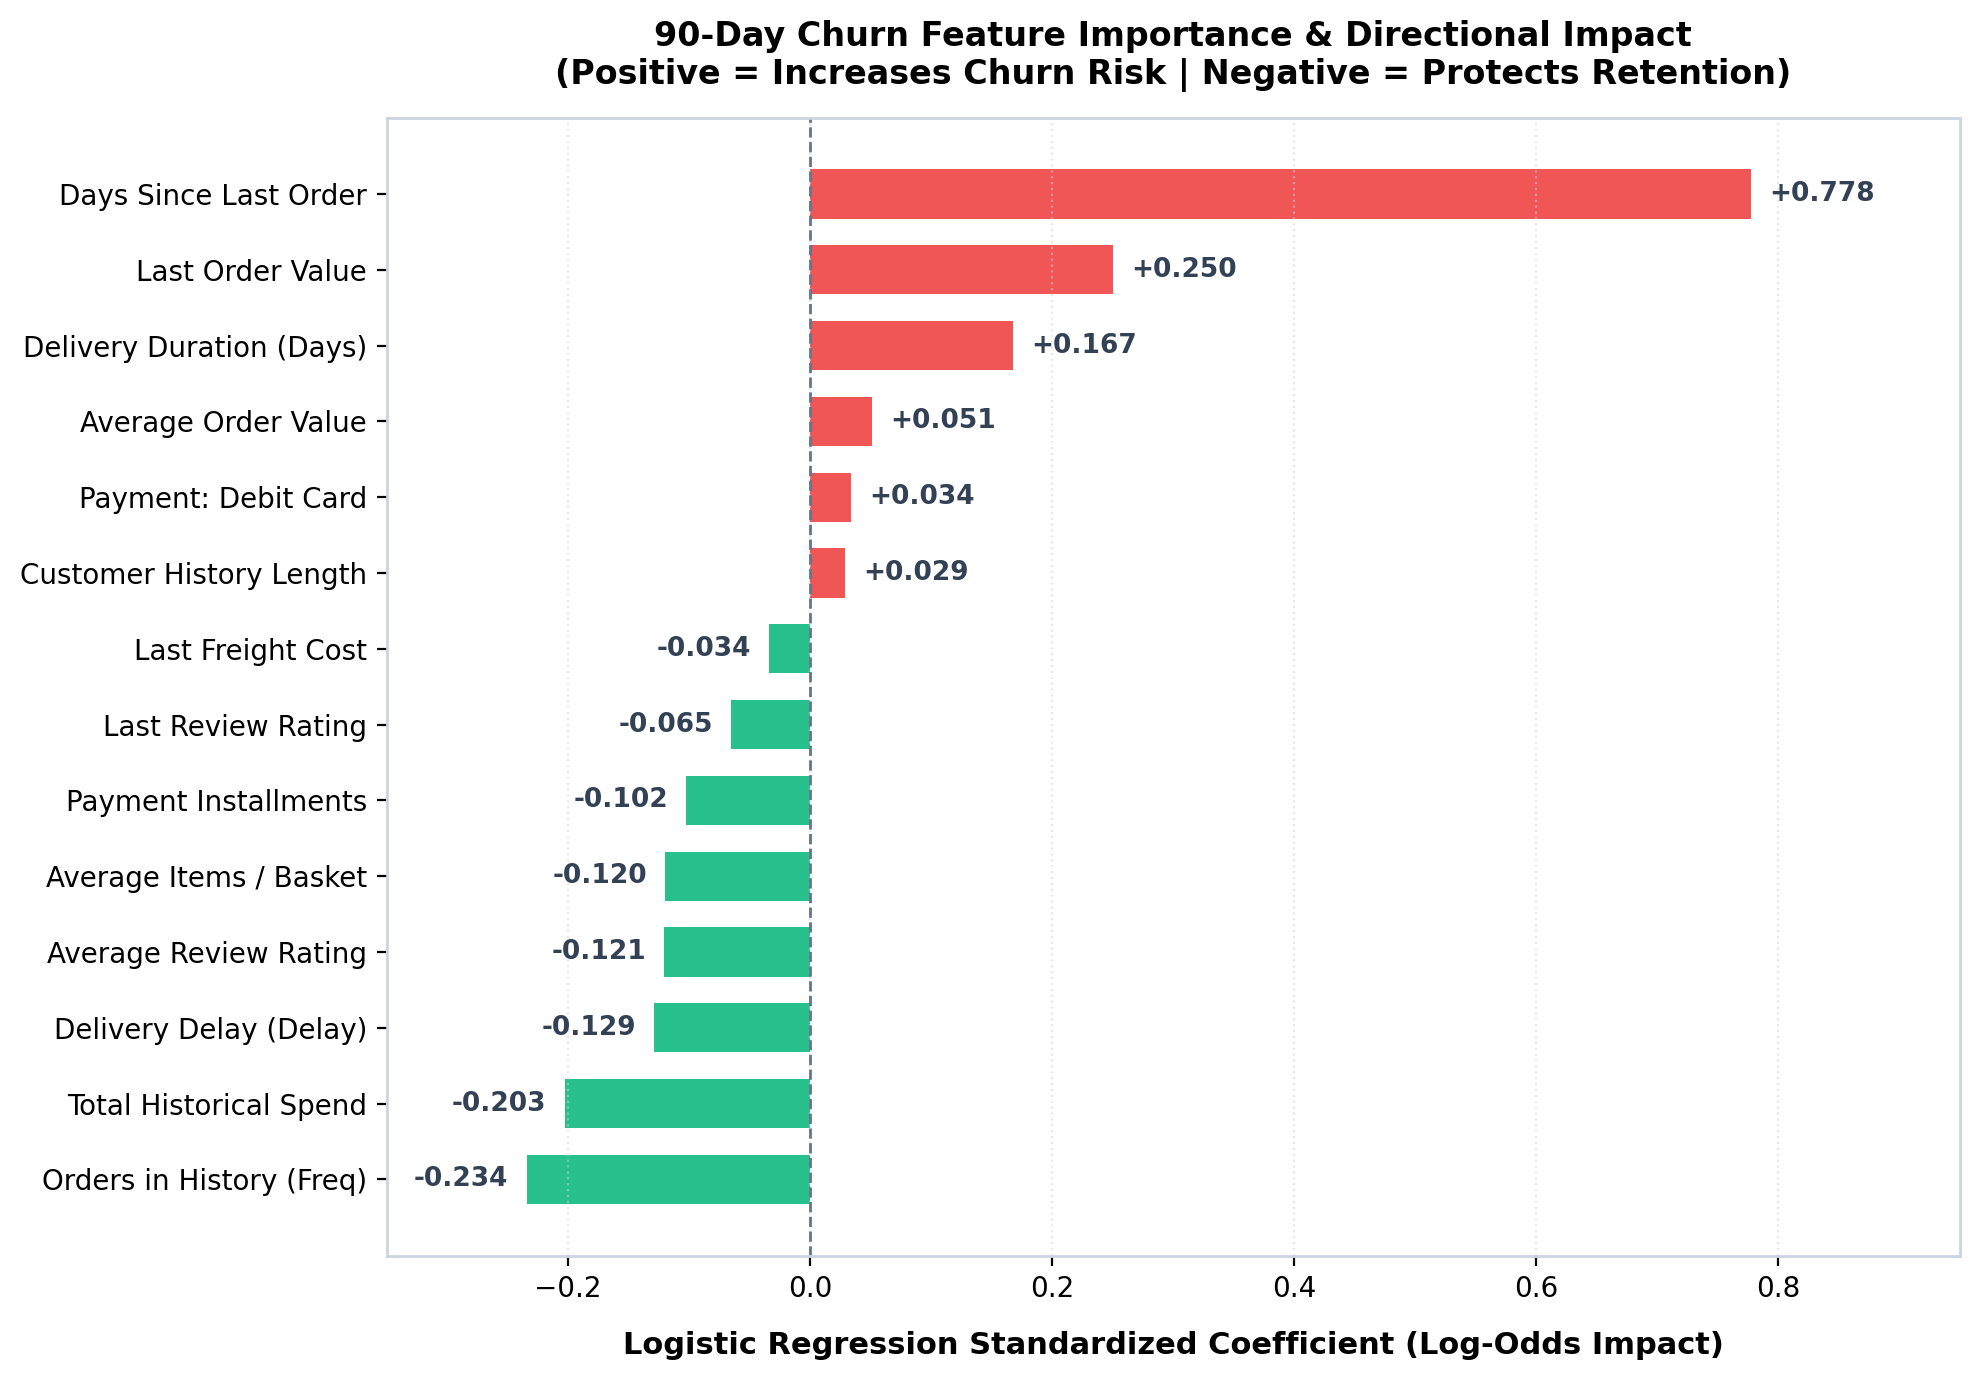 90-Day Churn Feature Importance & Directional Impact
(Positive = Increases Churn Risk | Negative = Protects Retention)
Days Since Last Order +0.778
Last Order Value +0.250
Delivery Duration (Days) +0.167
Average Order Value +0.051
Payment: Debit Card +0.034
Customer History Length +0.029
Last Freight Cost -0.034
Last Review Rating -0.065
Payment Installments -0.102
Average Items / Basket -0.120
Average Review Rating -0.121
Delivery Delay (Delay) -0.129
Total Historical Spend -0.203
Orders in History (Freq) -0.234
−0.2 0.0 0.2 0.4 0.6 0.8
Logistic Regression Standardized Coefficient (Log-Odds Impact)